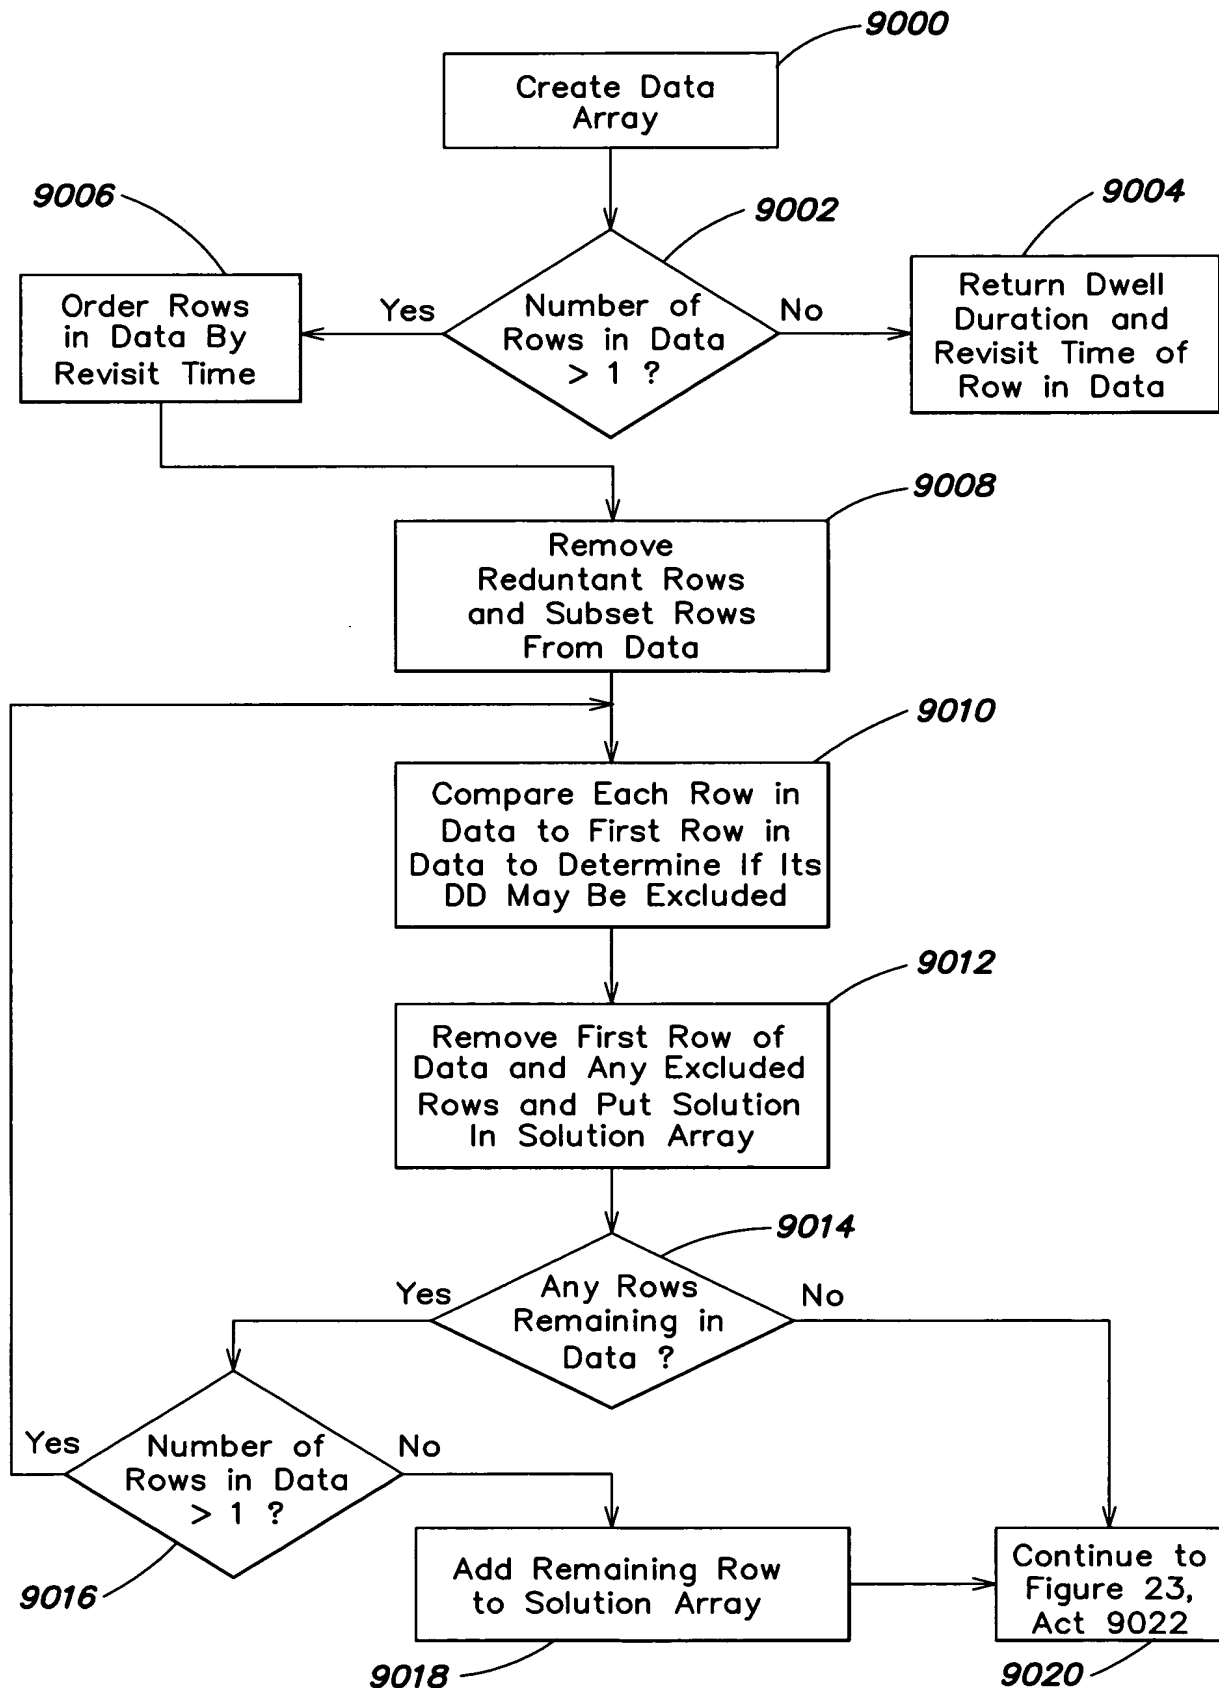 9000
Create Data
Array
9006
9002
9004
Order Rows
in Data By
Revisit Time
Yes
Number of
Rows in Data
> 1 ?
No
Return Dwell
Duration and
Revisit Time of
Row in Data
9008
Remove
Reduntant Rows
and Subset Rows
From Data
9010
Compare Each Row in
Data to First Row in
Data to Determine If Its
DD May Be Excluded
9012
Remove First Row of
Data and Any Excluded
Rows and Put Solution
In Solution Array
9014
Yes
Any Rows
Remaining in
Data ?
No
Yes
Number of
Rows in Data
> 1 ?
No
9016
Add Remaining Row
to Solution Array
Continue to
Figure 23,
Act 9022
9018
9020